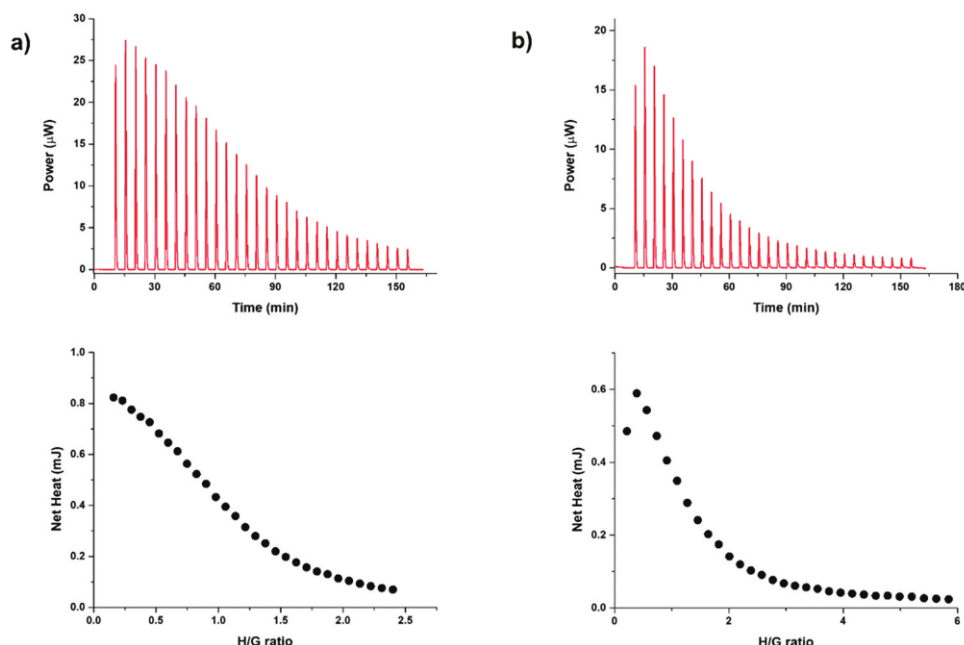 a)
30
25
20
15
10
5
0
Power (µW)
0 30 60 90 120 150
Time (min)
b)
20
15
10
5
0
Power (µW)
0 30 60 90 120 150 180
Time (min)
1.0
0.8
0.6
0.4
0.2
0.0
Net Heat (mJ)
0.0 0.5 1.0 1.5 2.0 2.5
H/G ratio
0.6
0.4
0.2
0.0
Net Heat (mJ)
0 2 4 6
H/G ratio